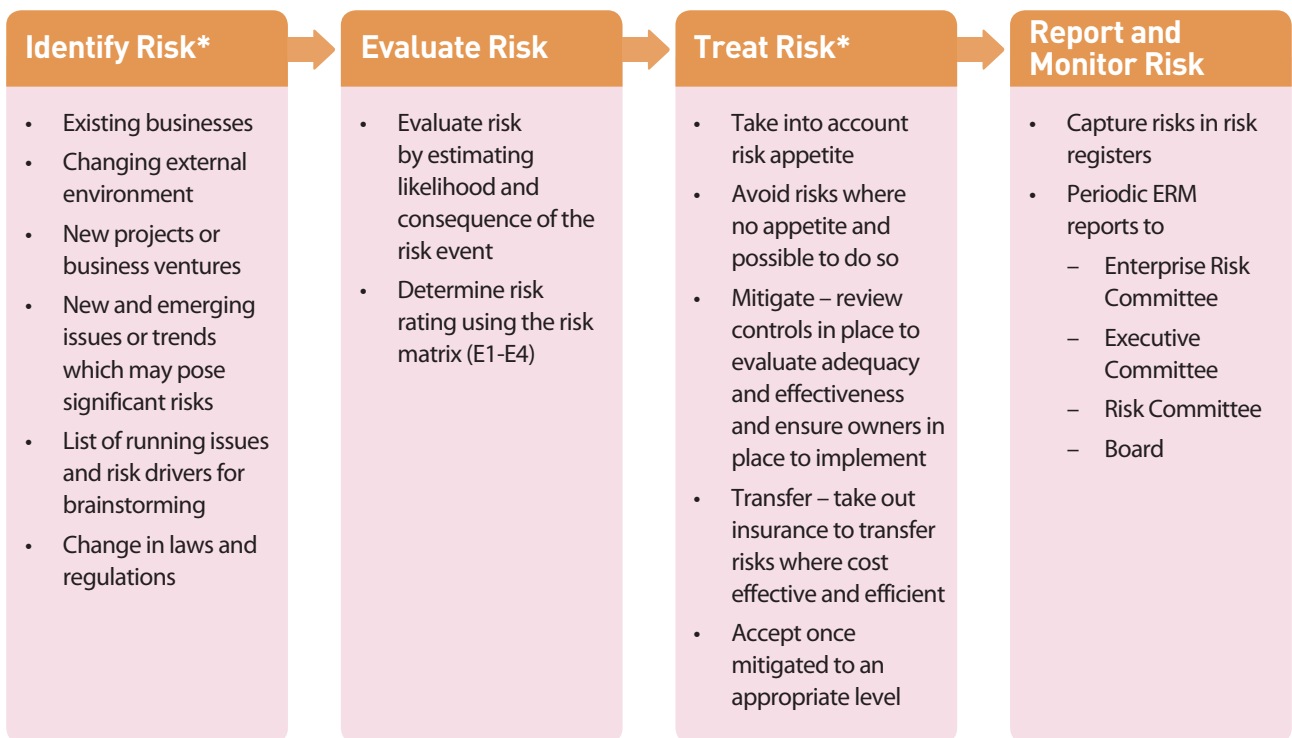 Identify Risk*
• Existing businesses
• Changing external
environment
• New projects or
business ventures
• New and emerging
issues or trends
which may pose
significant risks
• List of running issues
and risk drivers for
brainstorming
• Change in laws and
regulations
Evaluate Risk
• Evaluate risk
by estimating
likelihood and
consequence of the
risk event
• Determine risk
rating using the risk
matrix (E1-E4)
Treat Risk*
• Take into account
risk appetite
• Avoid risks where
no appetite and
possible to do so
• Mitigate – review
controls in place to
evaluate adequacy
and effectiveness
and ensure owners in
place to implement
• Transfer – take out
insurance to transfer
risks where cost
effective and efficient
• Accept once
mitigated to an
appropriate level
Report and
Monitor Risk
• Capture risks in risk
registers
• Periodic ERM
reports to
– Enterprise Risk
Committee
– Executive
Committee
– Risk Committee
– Board